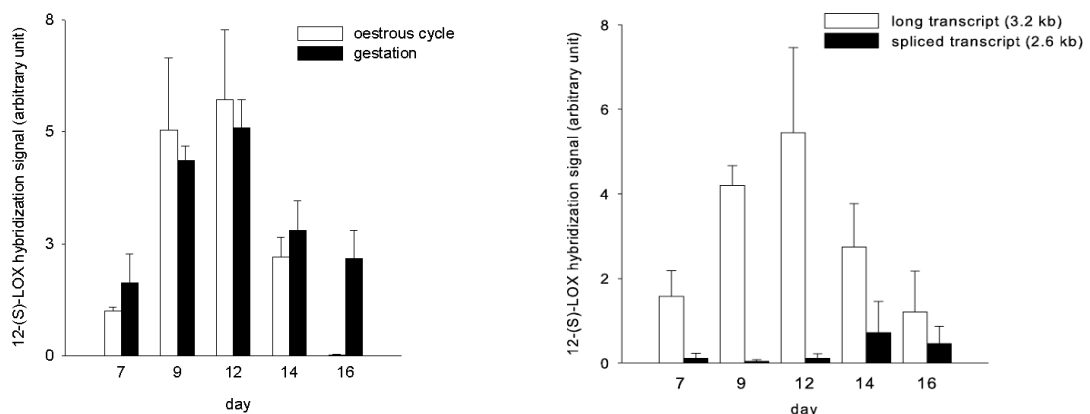 8
5
3
0
12-(S)-LOX hybridization signal (arbitrary unit)
oestrous cycle
gestation
7 9 12 14 16
day
8
6
4
2
0
12-(S)-LOX hybridization signal (arbitrary unit)
long transcript (3.2 kb)
spliced transcript (2.6 kb)
7 9 12 14 16
day